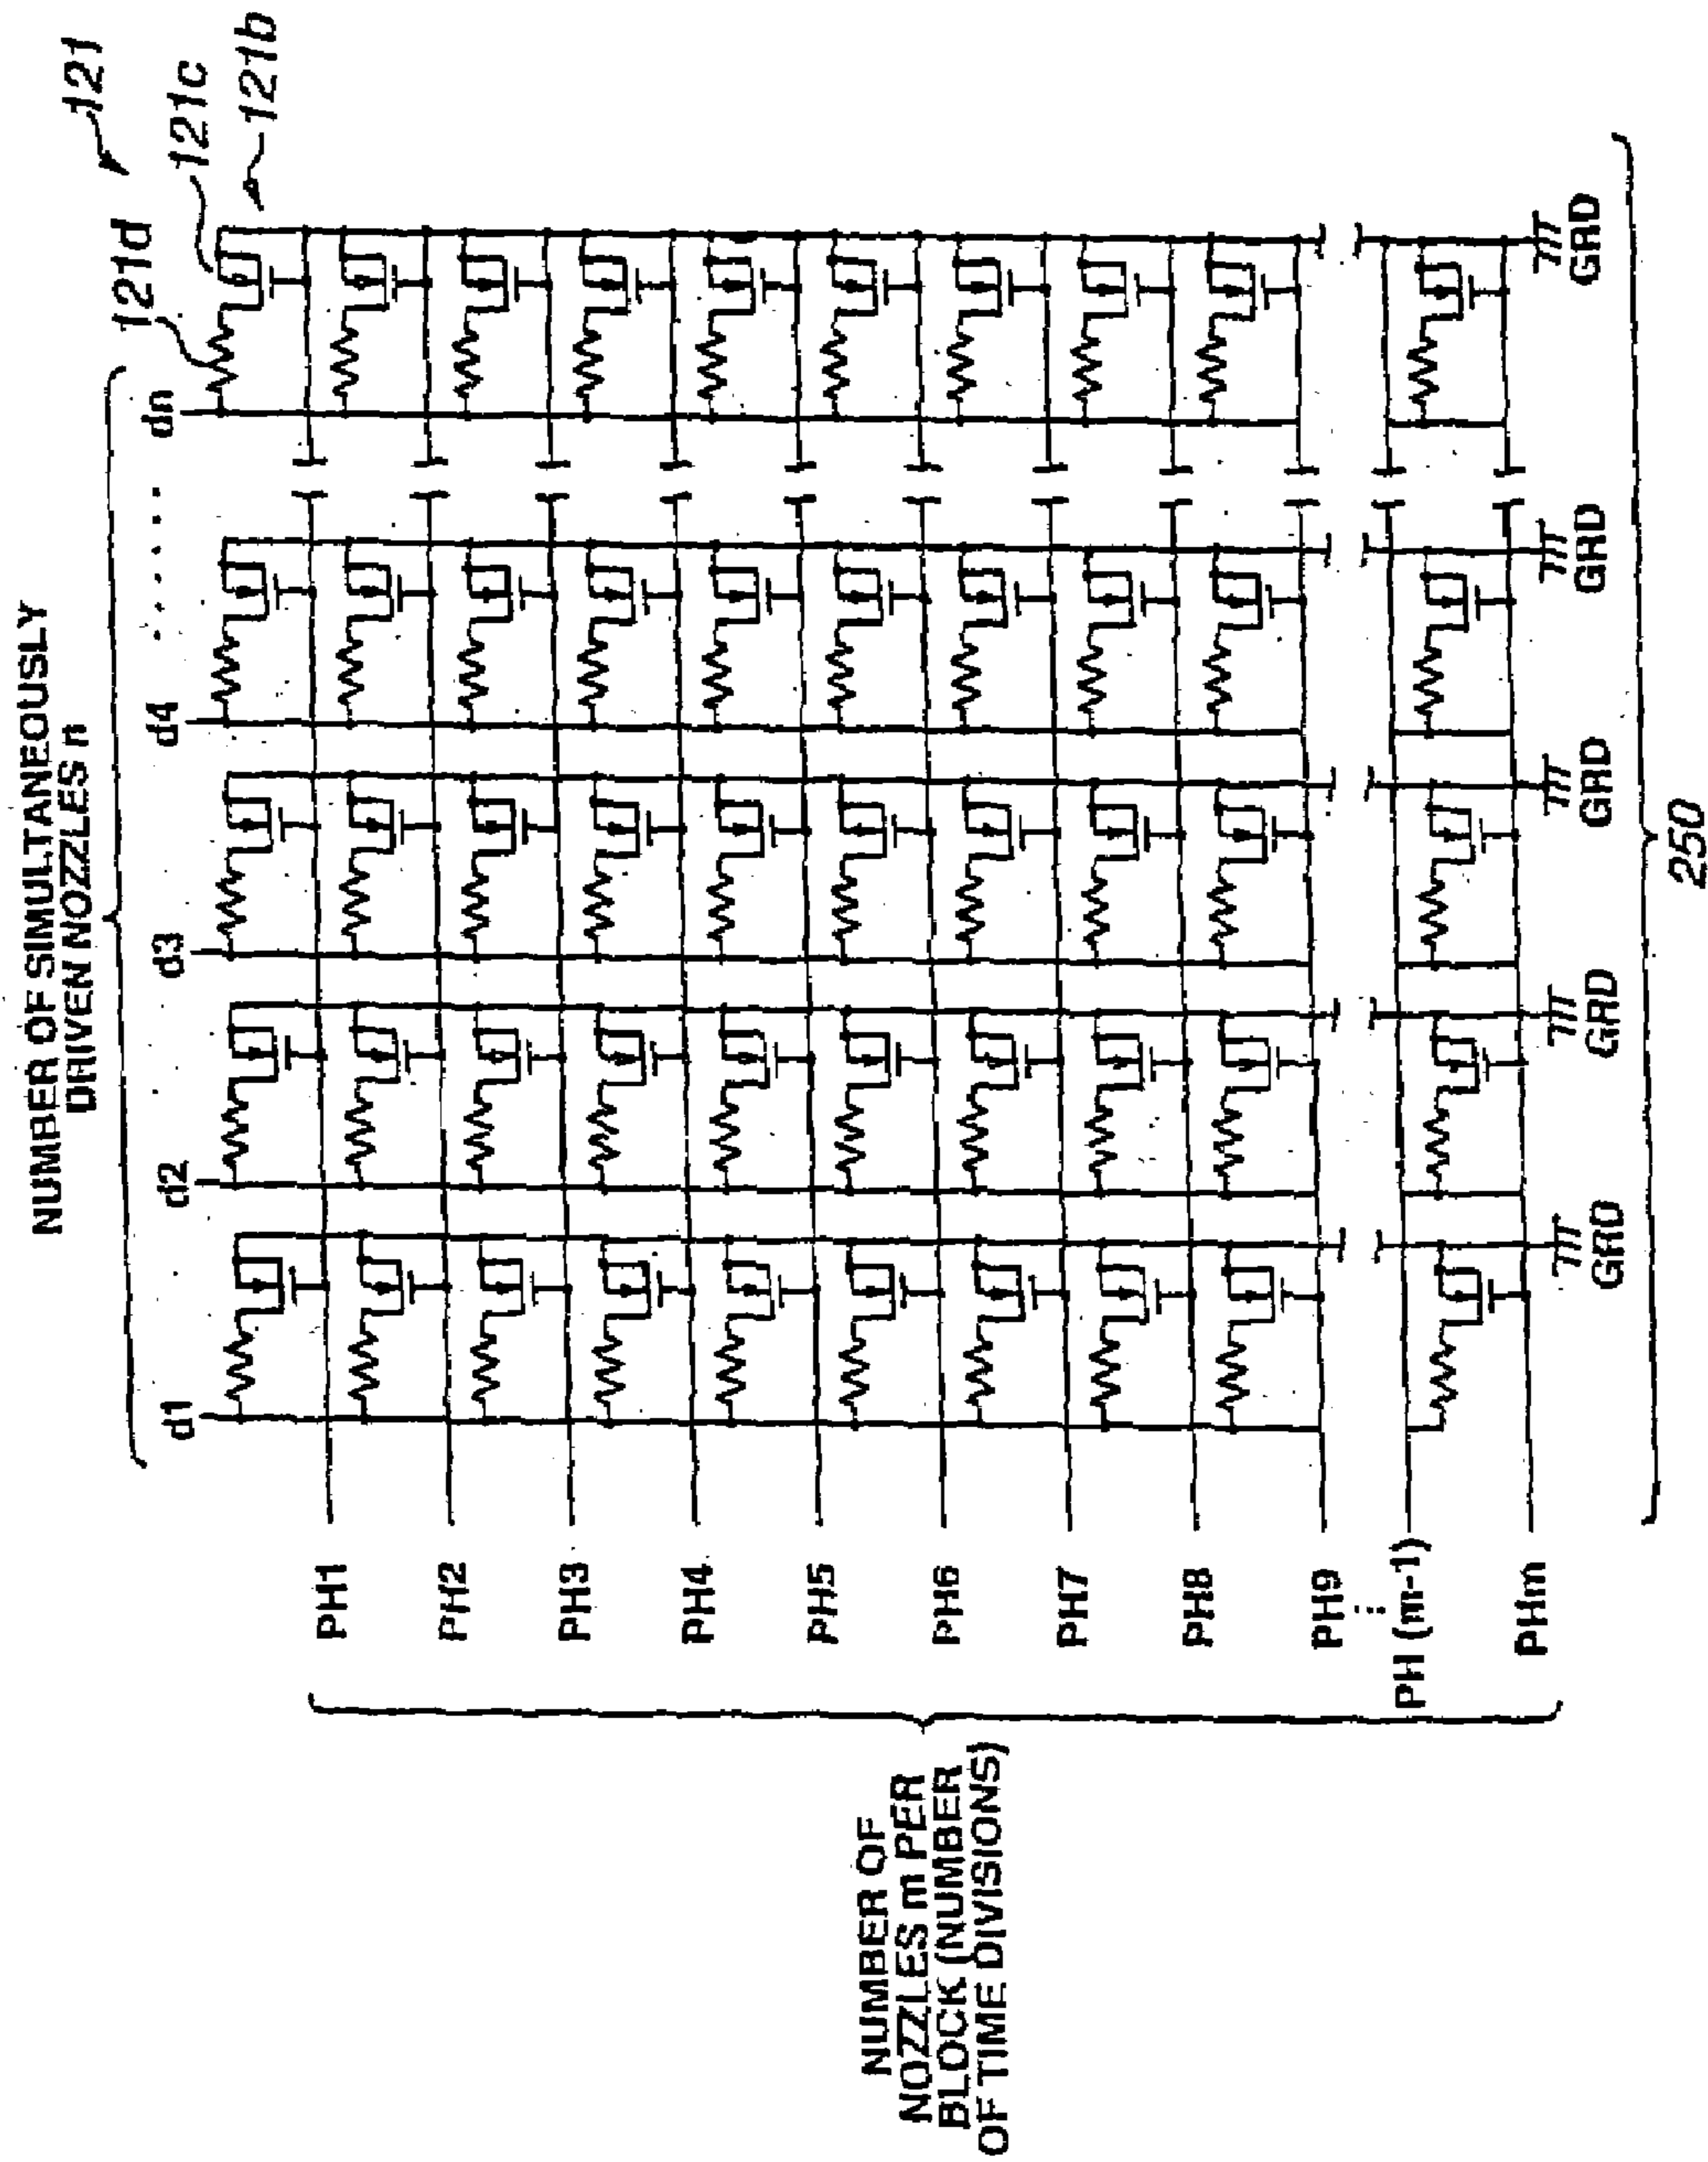 NUMBER OF SIMULTANEOUSLY
DRIVEN NOZZLES n
121
121d
121c
121b
d1
d2
d3
d4
.....
dn
NUMBER OF
NOZZLES m PER
BLOCK (NUMBER
OF TIME DIVISIONS)
PH1
PH2
PH3
PH4
PH5
PH6
PH7
PH8
PH9
⋮
PH (m-1)
PHm
GRD
GRD
GRD
GRD
GRD
250